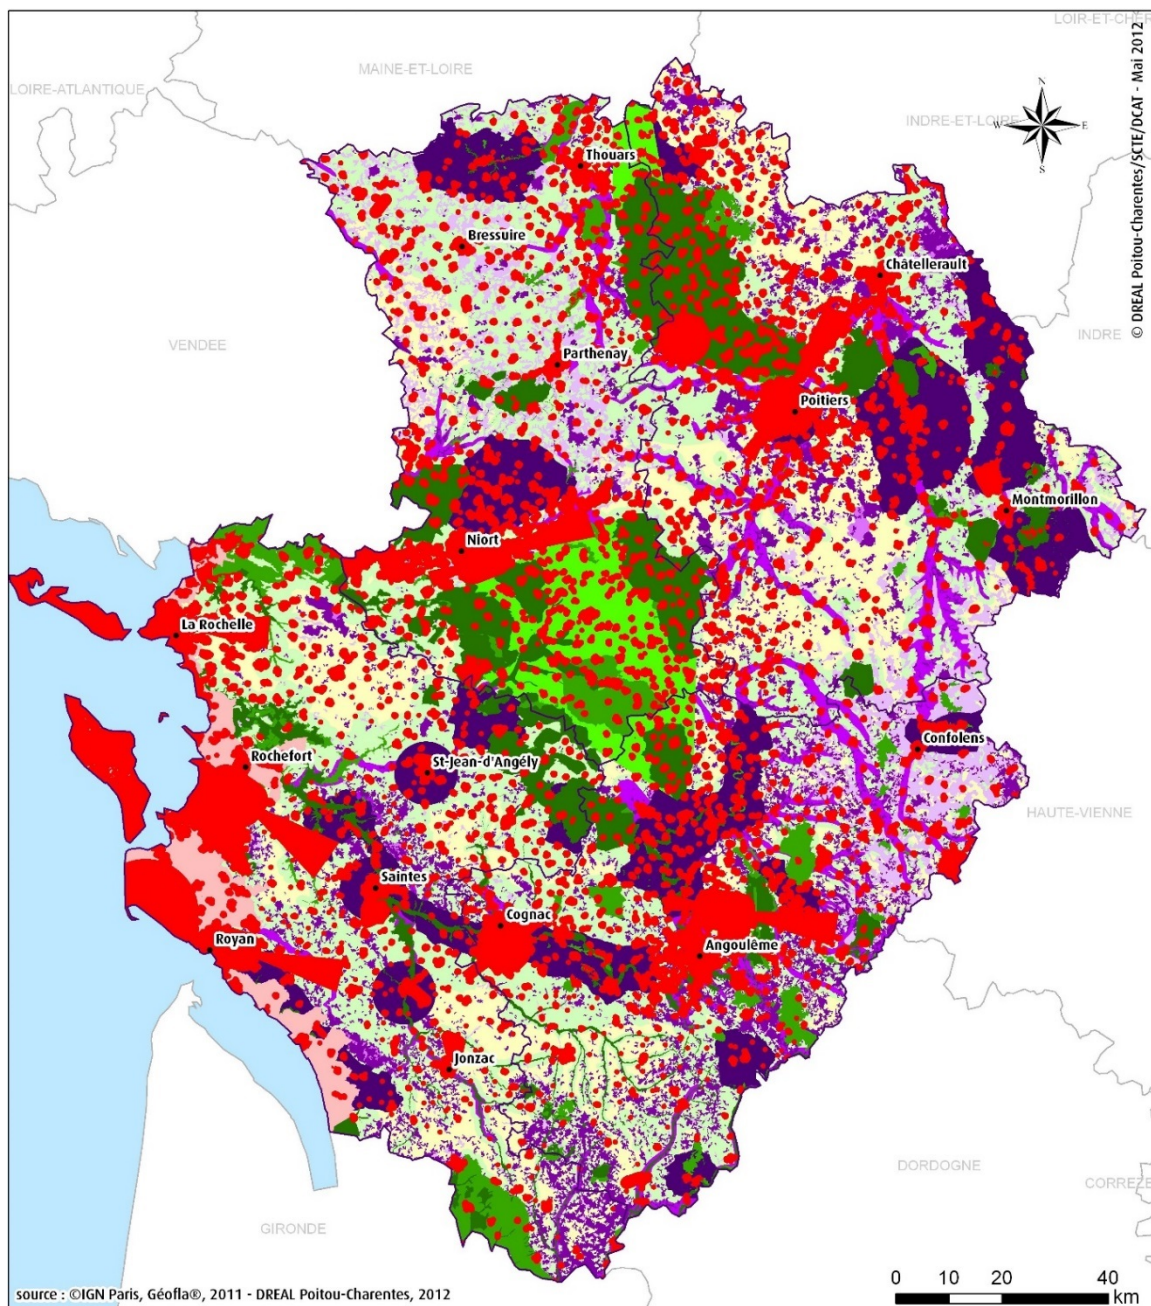 LOIR-ET-CHER
MAINE-ET-LOIRE
LOIRE-ATLANTIQUE
INDRE-ET-LOIRE
N
W
E
S
© DREAL Poitou-Charentes/SCTE/DCAT - Mai 2012
Thouars
Bressuire
Châtellerault
VENDEE
INDRE
Parthenay
Poitiers
Montmorillon
Niort
La Rochelle
Confolens
Rochefort
St-Jean-d'Angély
HAUTE-VIENNE
Saintes
Cognac
Royan
Angoulême
Jonzac
DORDOGNE
CORREZE
GIRONDE
source : ©IGN Paris, Géofla®, 2011 - DREAL Poitou-Charentes, 2012
0 10 20 40
km